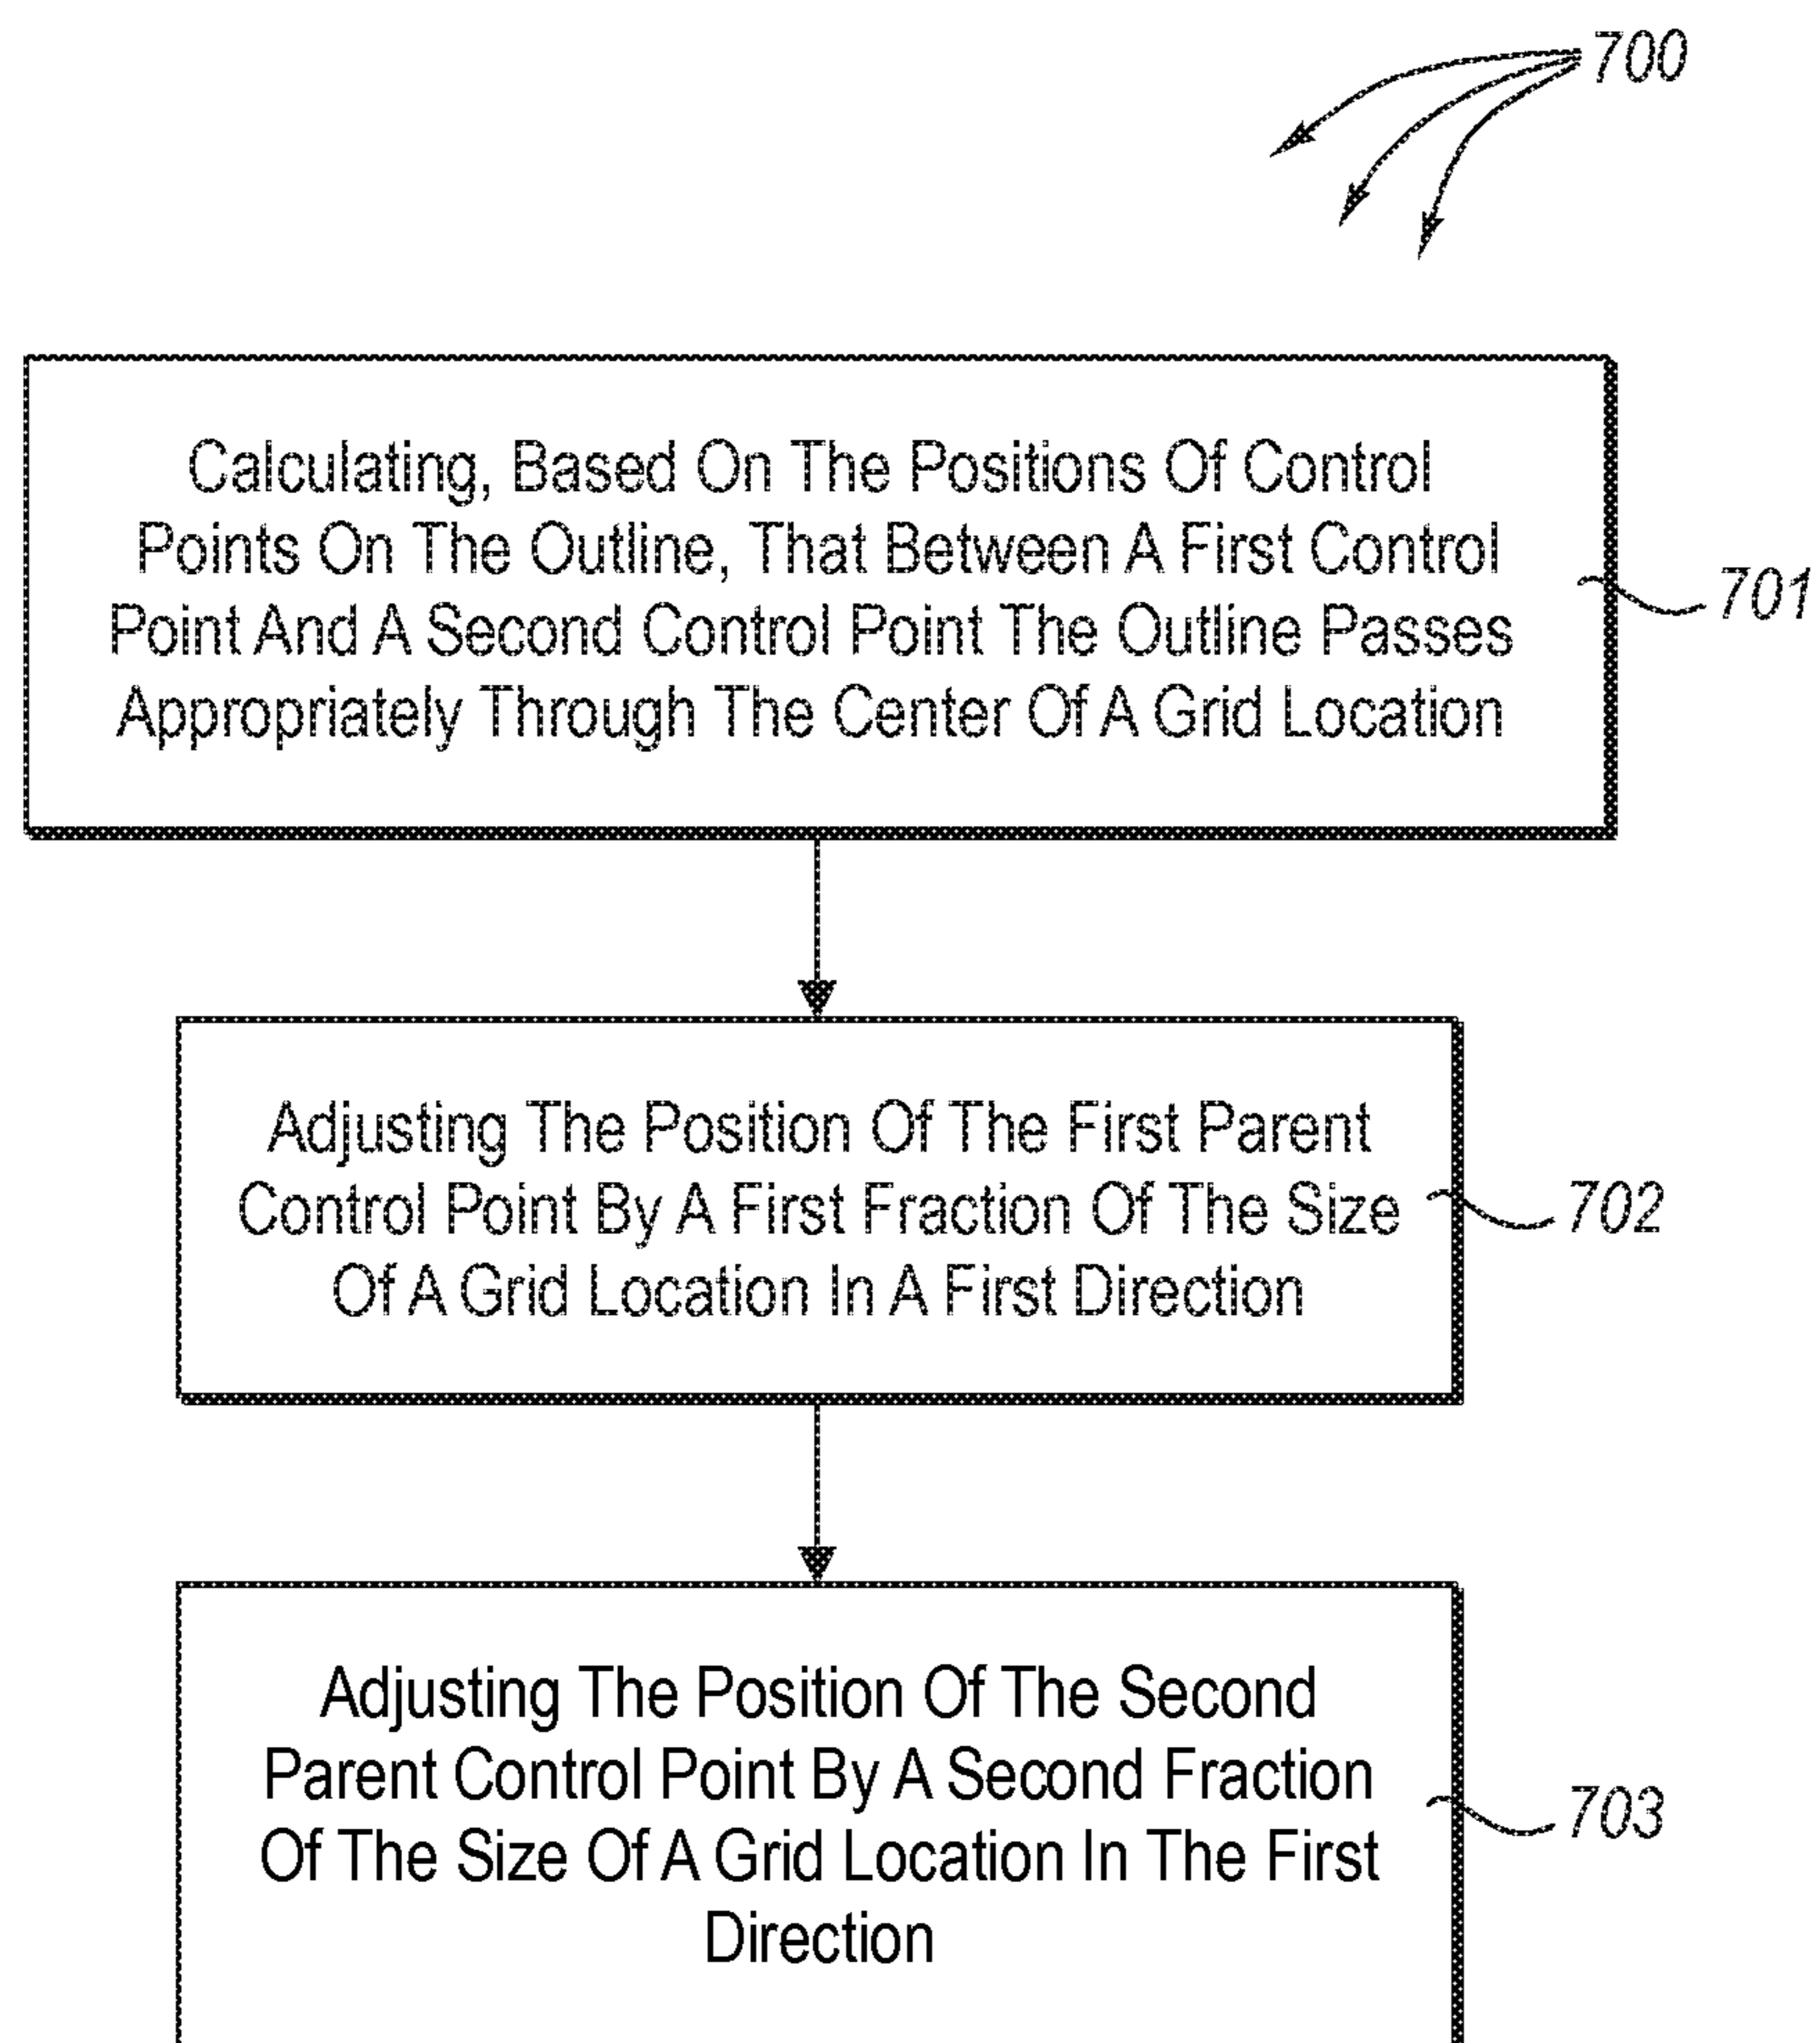 700
Calculating, Based On The Positions Of Control
Points On The Outline, That Between A First Control
Point And A Second Control Point The Outline Passes
Appropriately Through The Center Of A Grid Location
701
Adjusting The Position Of The First Parent
Control Point By A First Fraction Of The Size
Of A Grid Location In A First Direction
702
Adjusting The Position Of The Second
Parent Control Point By A Second Fraction
Of The Size Of A Grid Location In The First
Direction
703